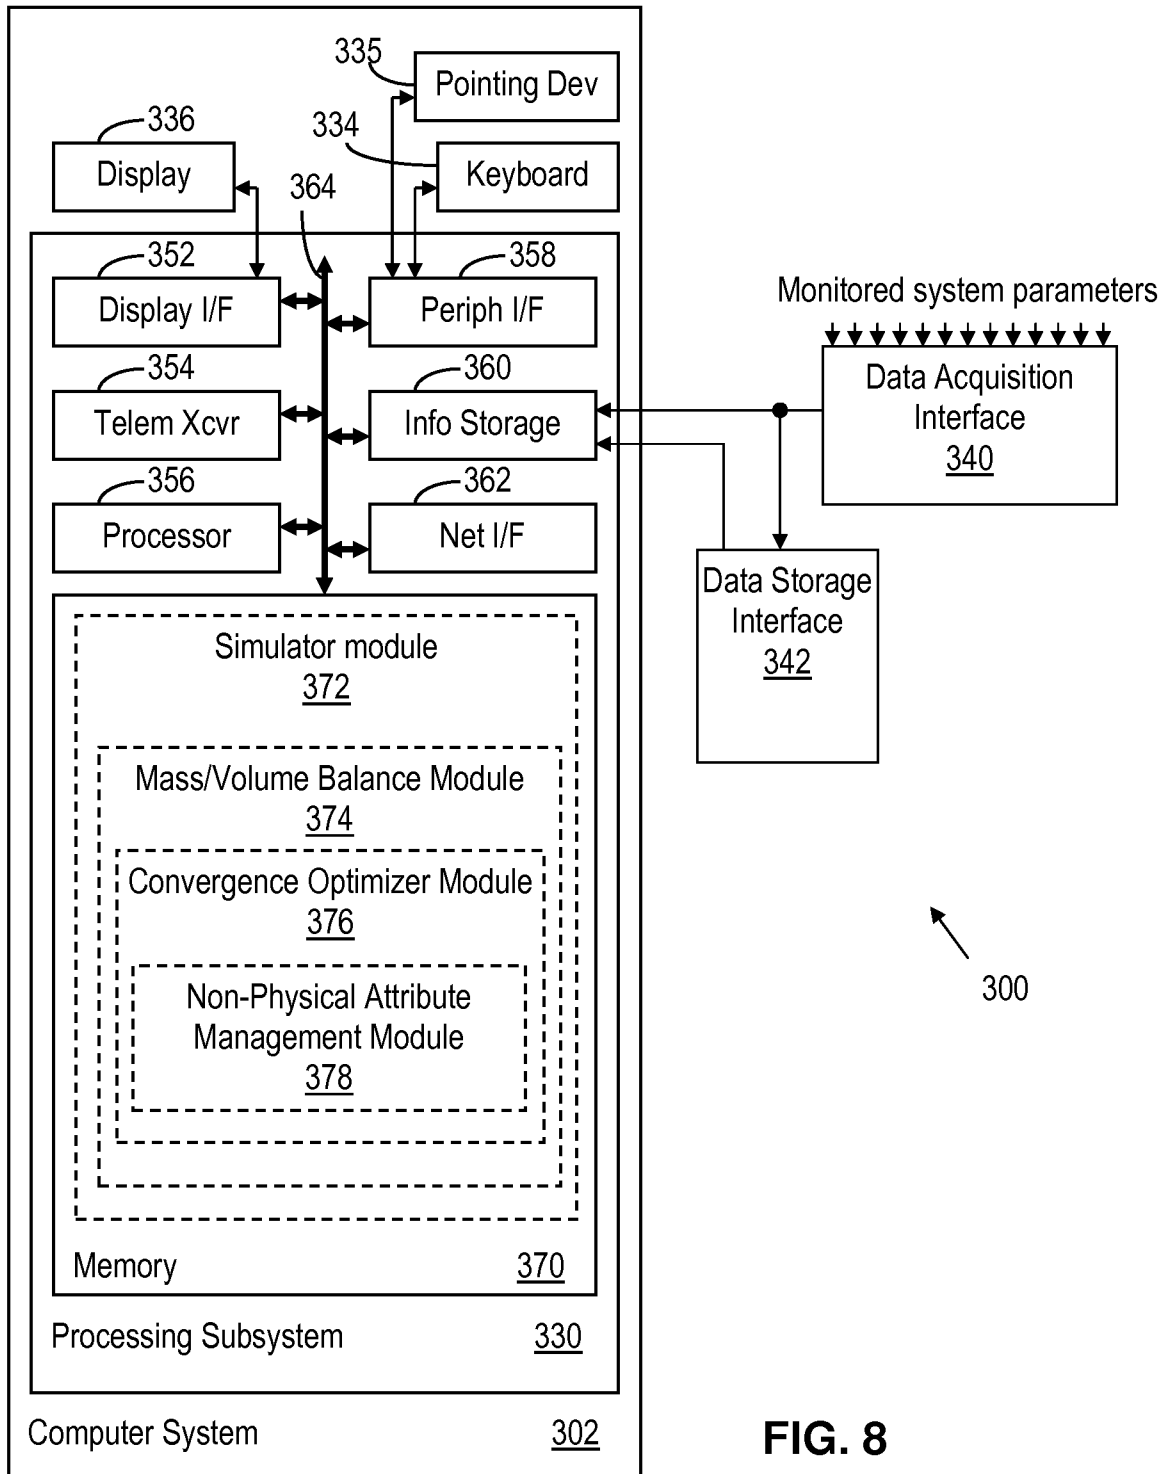 335
Pointing Dev
336
334
Display
Keyboard
364
352
358
Display I/F
Periph I/F
Monitored system parameters
354
360
Telem Xcvr
Info Storage
Data Acquisition
Interface
340
356
362
Processor
Net I/F
Data Storage
Interface
342
Simulator module
372
Mass/Volume Balance Module
374
Convergence Optimizer Module
376
Non-Physical Attribute
Management Module
378
300
Memory 370
Processing Subsystem 330
Computer System 302
FIG. 8